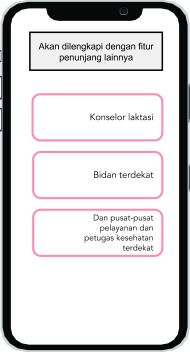 Akan dilengkapi dengan fitur
penunjang lainnya
Konselor laktasi
Bidan terdekat
Dan pusat-pusat
pelayanan dan
petugas kesehatan
terdekat